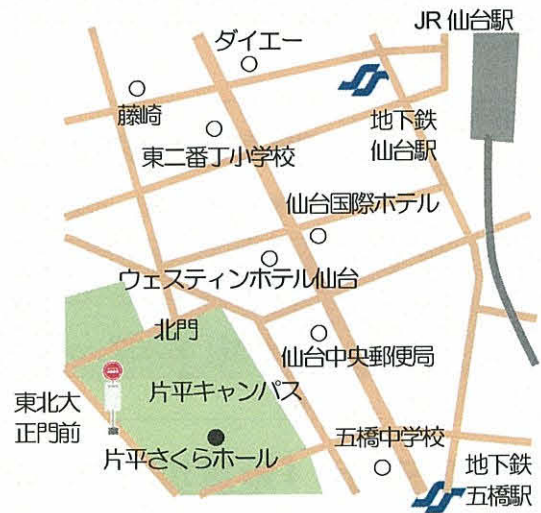 JR 仙台駅
ダイエー
藤崎
地下鉄
仙台駅
東二番丁小学校
仙台国際ホテル
ウェスティンホテル仙台
北門
仙台中央郵便局
片平キャンパス
東北大
正門前
片平さくらホール
五橋中学校
地下鉄
五橋駅